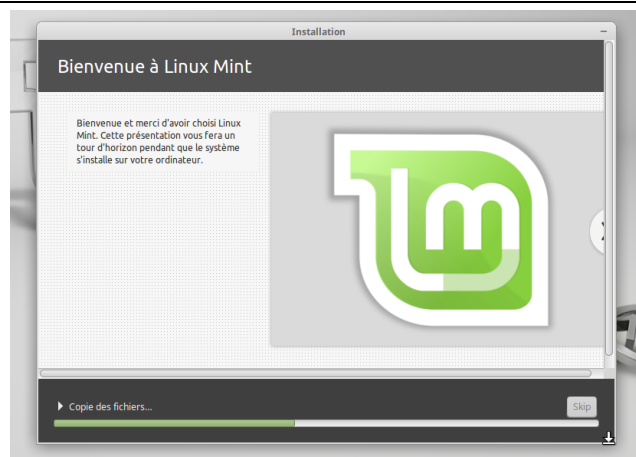 Installation
Bienvenue à Linux Mint
Bienvenue et merci d'avoir choisi Linux
Mint. Cette présentation vous fera un
tour d'horizon pendant que le système
s'installe sur votre ordinateur.
Copie des fichiers...
Skip